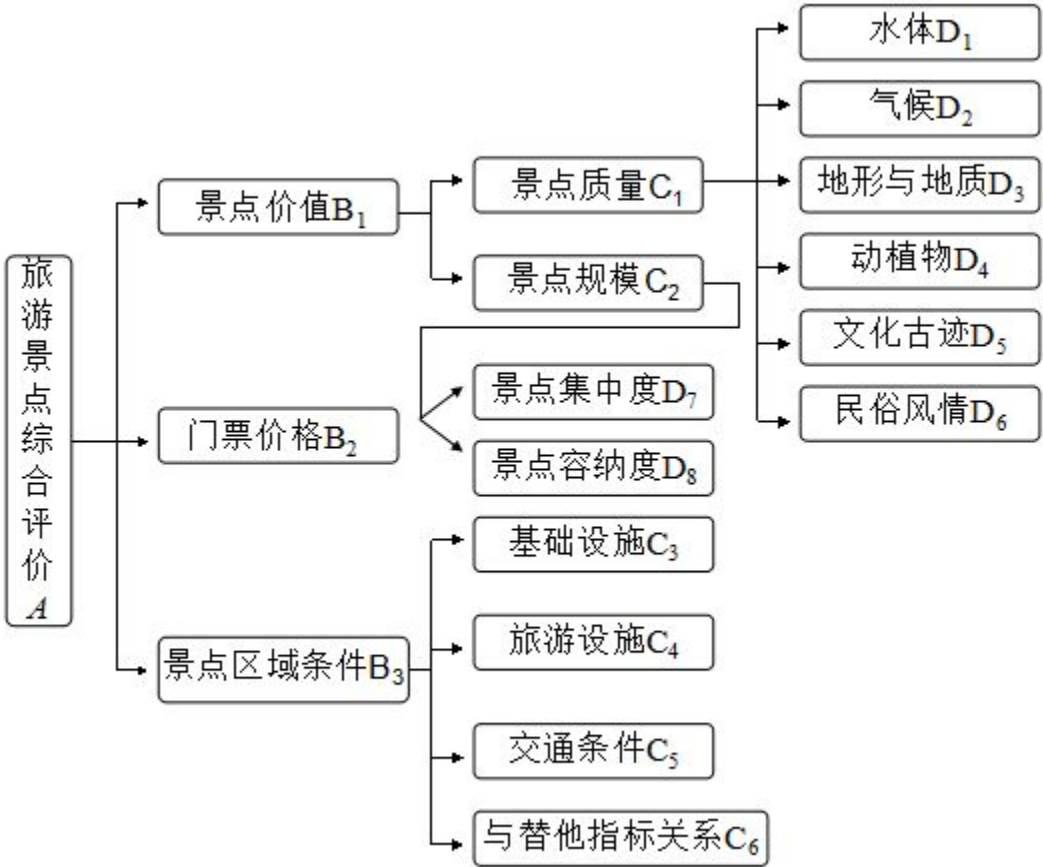 旅游景点综合评价A
景点价值B₁
门票价格B₂
景点区域条件B₃
景点质量C₁
景点规模C₂
景点集中度D₇
景点容纳度D₈
基础设施C₃
旅游设施C₄
交通条件C₅
与替他指标关系C₆
水体D₁
气候D₂
地形与地质D₃
动植物D₄
文化古迹D₅
民俗风情D₆